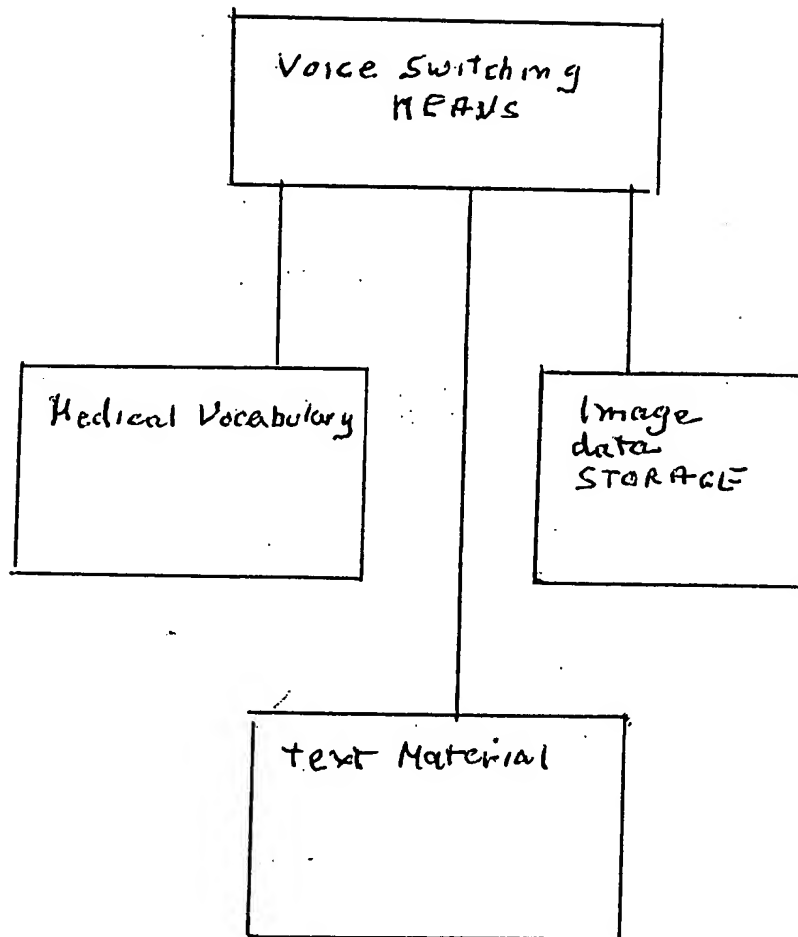 Voice Switching
MEANS
Medical Vocabulary
Image
data
STORAGE
text Material